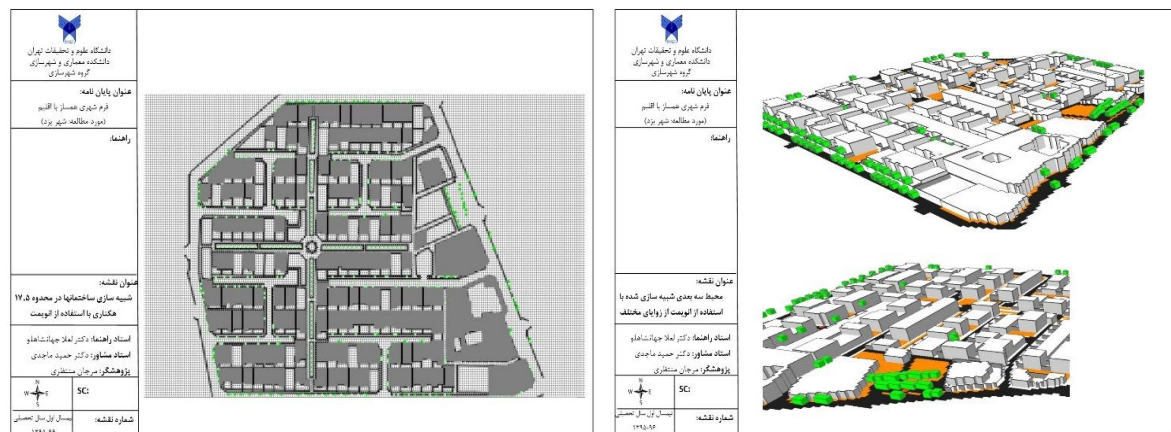 دانشگاه علوم و تحقیقات تهران
دانشکده معماری و شهرسازی
گروه شهرسازی
عنوان پایان نامه:
فرم شهری همساز با اقلیم
(مورد مطالعه: شهر یزد)
راهنما:
عنوان نقشه:
شبیه سازی ساختمانها در محدوه ۱۷.۵
هکتاری با استفاده از انویمت
استاد راهنما: دکتر لعلا جهانشاهلو
استاد مشاور: دکتر حمید ماجدی
پژوهشگر: مرجان منتظری
N
W E
S
SC:
نیمسال اول سال تحصیلی
۱۳۹۵-۹۶
شماره نقشه:
دانشگاه علوم و تحقیقات تهران
دانشکده معماری و شهرسازی
گروه شهرسازی
عنوان پایان نامه:
فرم شهری همساز با اقلیم
(مورد مطالعه: شهر یزد)
راهنما:
عنوان نقشه:
محیط سه بعدی شبیه سازی شده با
استفاده از انویمت از زوایای مختلف
استاد راهنما: دکتر لعلا جهانشاهلو
استاد مشاور: دکتر حمید ماجدی
پژوهشگر: مرجان منتظری
N
W E
S
SC:
نیمسال اول سال تحصیلی
۱۳۹۵-۹۶
شماره نقشه: